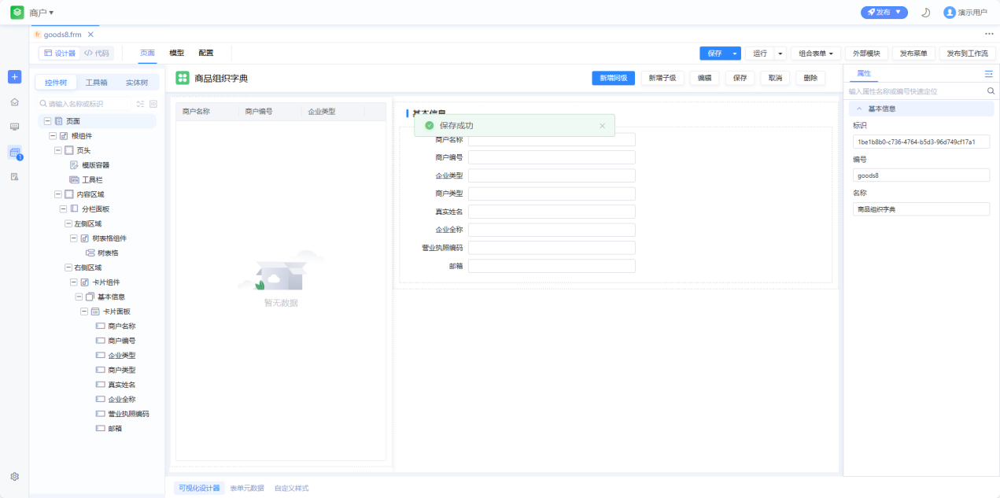 商户
发布
演示用户
goods8.frm
设计器
代码
页面
模型
配置
保存
运行
组合表单
外部模块
发布菜单
发布到工作流
控件树
工具箱
实体树
请输入名称或标识
页面
根组件
页头
模版容器
工具栏
内容区域
分栏面板
左侧区域
树表格组件
树表格
右侧区域
卡片组件
基本信息
卡片面板
商户名称
商户编号
企业类型
商户类型
真实姓名
企业全称
营业执照编码
邮箱
商品组织字典
新增同级
新增子级
编辑
保存
取消
删除
商户名称
商户编号
企业类型
暂无数据
基本信息
保存成功
商户名称
商户编号
企业类型
商户类型
真实姓名
企业全称
营业执照编码
邮箱
属性
输入属性名称或编号快速定位
基本信息
标识
1be1b8b0-c736-4764-b5d3-96d749cf17a1
编号
goods8
名称
商品组织字典
可视化设计器
表单元数据
自定义样式